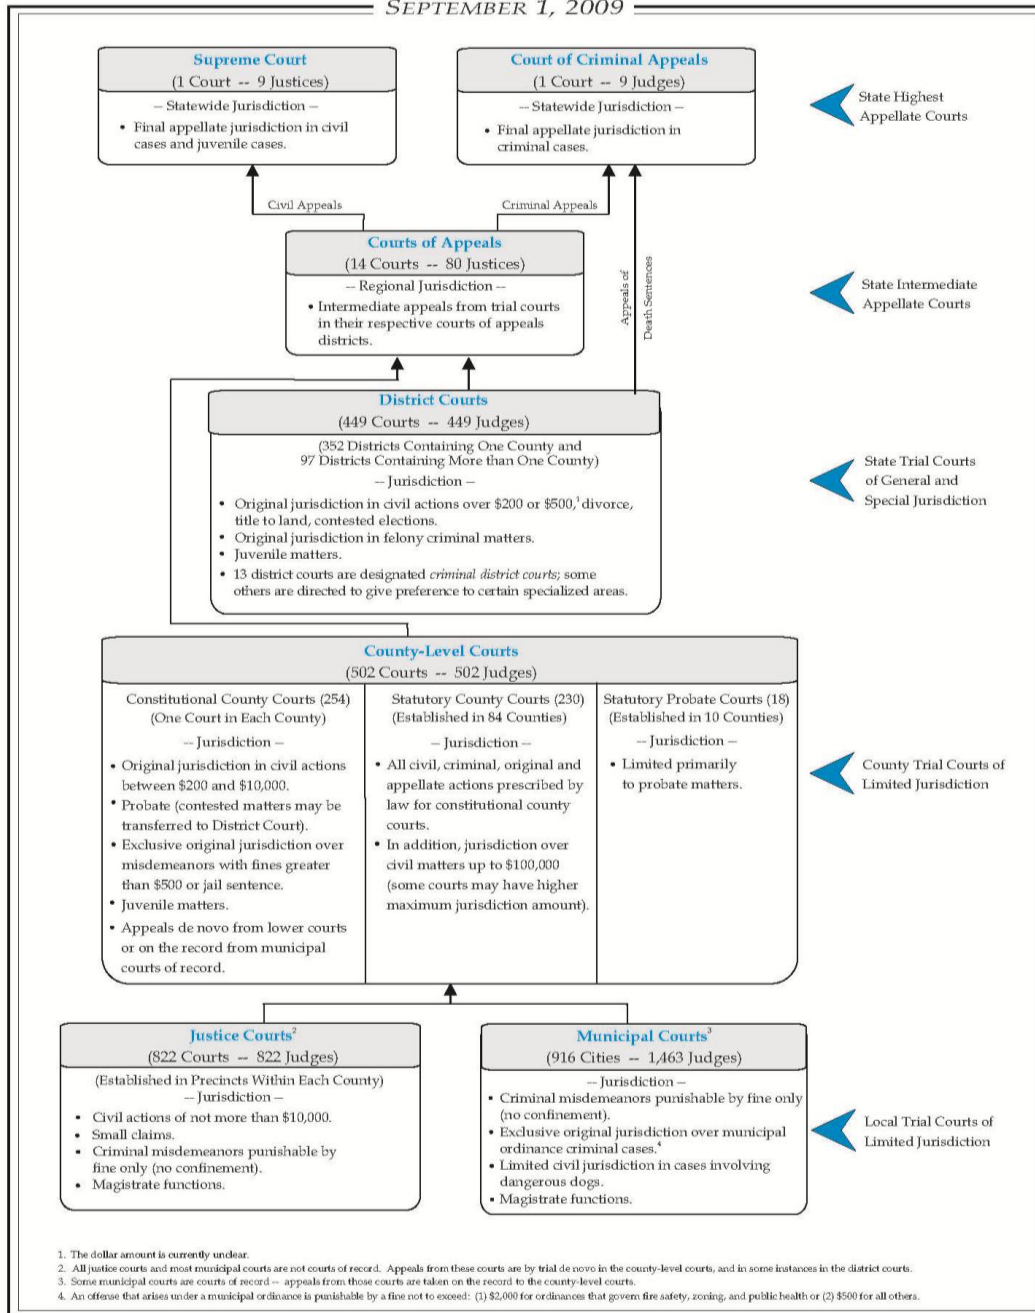 SEPTEMBER 1, 2009
Supreme Court
(1 Court -- 9 Justices)
-- Statewide Jurisdiction --
• Final appellate jurisdiction in civil
cases and juvenile cases.
Court of Criminal Appeals
(1 Court -- 9 Judges)
-- Statewide Jurisdiction --
• Final appellate jurisdiction in
criminal cases.
State Highest
Appellate Courts
Civil Appeals
Criminal Appeals
Appeals of
Death Sentences
Courts of Appeals
(14 Courts -- 80 Justices)
-- Regional Jurisdiction --
• Intermediate appeals from trial courts
in their respective courts of appeals
districts.
State Intermediate
Appellate Courts
District Courts
(449 Courts -- 449 Judges)
(352 Districts Containing One County and
97 Districts Containing More than One County)
-- Jurisdiction --
• Original jurisdiction in civil actions over $200 or $500,¹ divorce,
title to land, contested elections.
• Original jurisdiction in felony criminal matters.
• Juvenile matters.
• 13 district courts are designated criminal district courts; some
others are directed to give preference to certain specialized areas.
State Trial Courts
of General and
Special Jurisdiction
County-Level Courts
(502 Courts -- 502 Judges)
Constitutional County Courts (254)
(One Court in Each County)
-- Jurisdiction --
• Original jurisdiction in civil actions
between $200 and $10,000.
• Probate (contested matters may be
transferred to District Court).
• Exclusive original jurisdiction over
misdemeanors with fines greater
than $500 or jail sentence.
• Juvenile matters.
• Appeals de novo from lower courts
or on the record from municipal
courts of record.
Statutory County Courts (230)
(Established in 84 Counties)
-- Jurisdiction --
• All civil, criminal, original and
appellate actions prescribed by
law for constitutional county
courts.
• In addition, jurisdiction over
civil matters up to $100,000
(some courts may have higher
maximum jurisdiction amount).
Statutory Probate Courts (18)
(Established in 10 Counties)
-- Jurisdiction --
• Limited primarily
to probate matters.
County Trial Courts of
Limited Jurisdiction
Justice Courts²
(822 Courts -- 822 Judges)
(Established in Precincts Within Each County)
-- Jurisdiction --
• Civil actions of not more than $10,000.
• Small claims.
• Criminal misdemeanors punishable by
fine only (no confinement).
• Magistrate functions.
Municipal Courts³
(916 Cities -- 1,463 Judges)
-- Jurisdiction --
• Criminal misdemeanors punishable by fine only
(no confinement).
• Exclusive original jurisdiction over municipal
ordinance criminal cases.⁴
• Limited civil jurisdiction in cases involving
dangerous dogs.
• Magistrate functions.
Local Trial Courts of
Limited Jurisdiction
1. The dollar amount is currently unclear.
2. All justice courts and most municipal courts are not courts of record. Appeals from these courts are by trial de novo in the county-level courts, and in some instances in the district courts.
3. Some municipal courts are courts of record -- appeals from those courts are taken on the record to the county-level courts.
4. An offense that arises under a municipal ordinance is punishable by a fine not to exceed: (1) $2,000 for ordinances that govern fire safety, zoning, and public health or (2) $500 for all others.